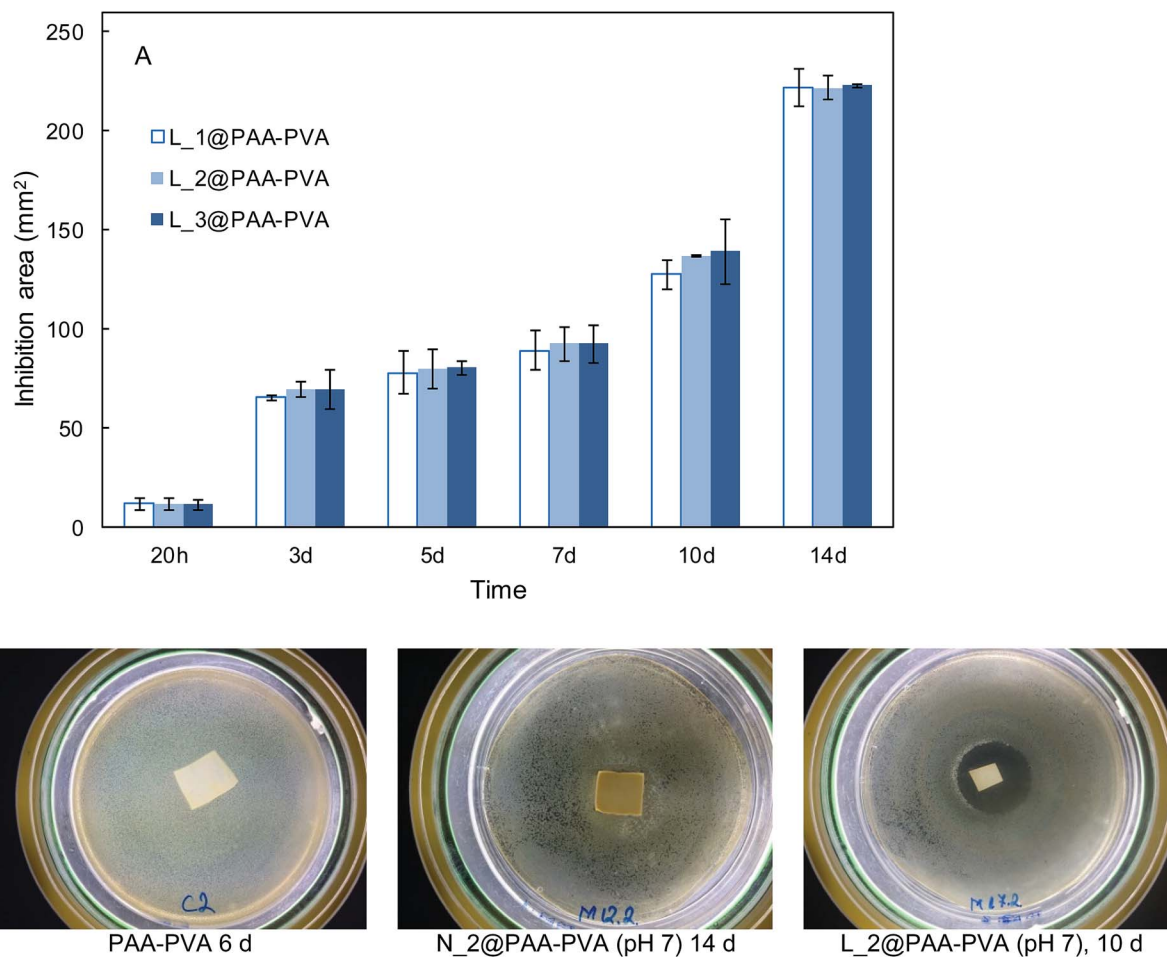 A
Inhibition area (mm²)
250
200
150
100
50
0
L_1@PAA-PVA
L_2@PAA-PVA
L_3@PAA-PVA
20h 3d 5d 7d 10d 14d
Time
C2
M12.2.
PAA-PVA 6 d
N_2@PAA-PVA (pH 7) 14 d
L_2@PAA-PVA (pH 7), 10 d